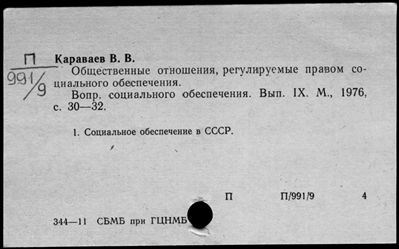 П
991/9
Караваев В. В.
Общественные отношения, регулируемые правом со-
циального обеспечения.
Вопр. социального обеспечения. Вып. IX. М., 1976,
с. 30—32.
1. Социальное обеспечение в СССР.
П П/991/9 4
344—11 СБМБ при ГЦНМБ